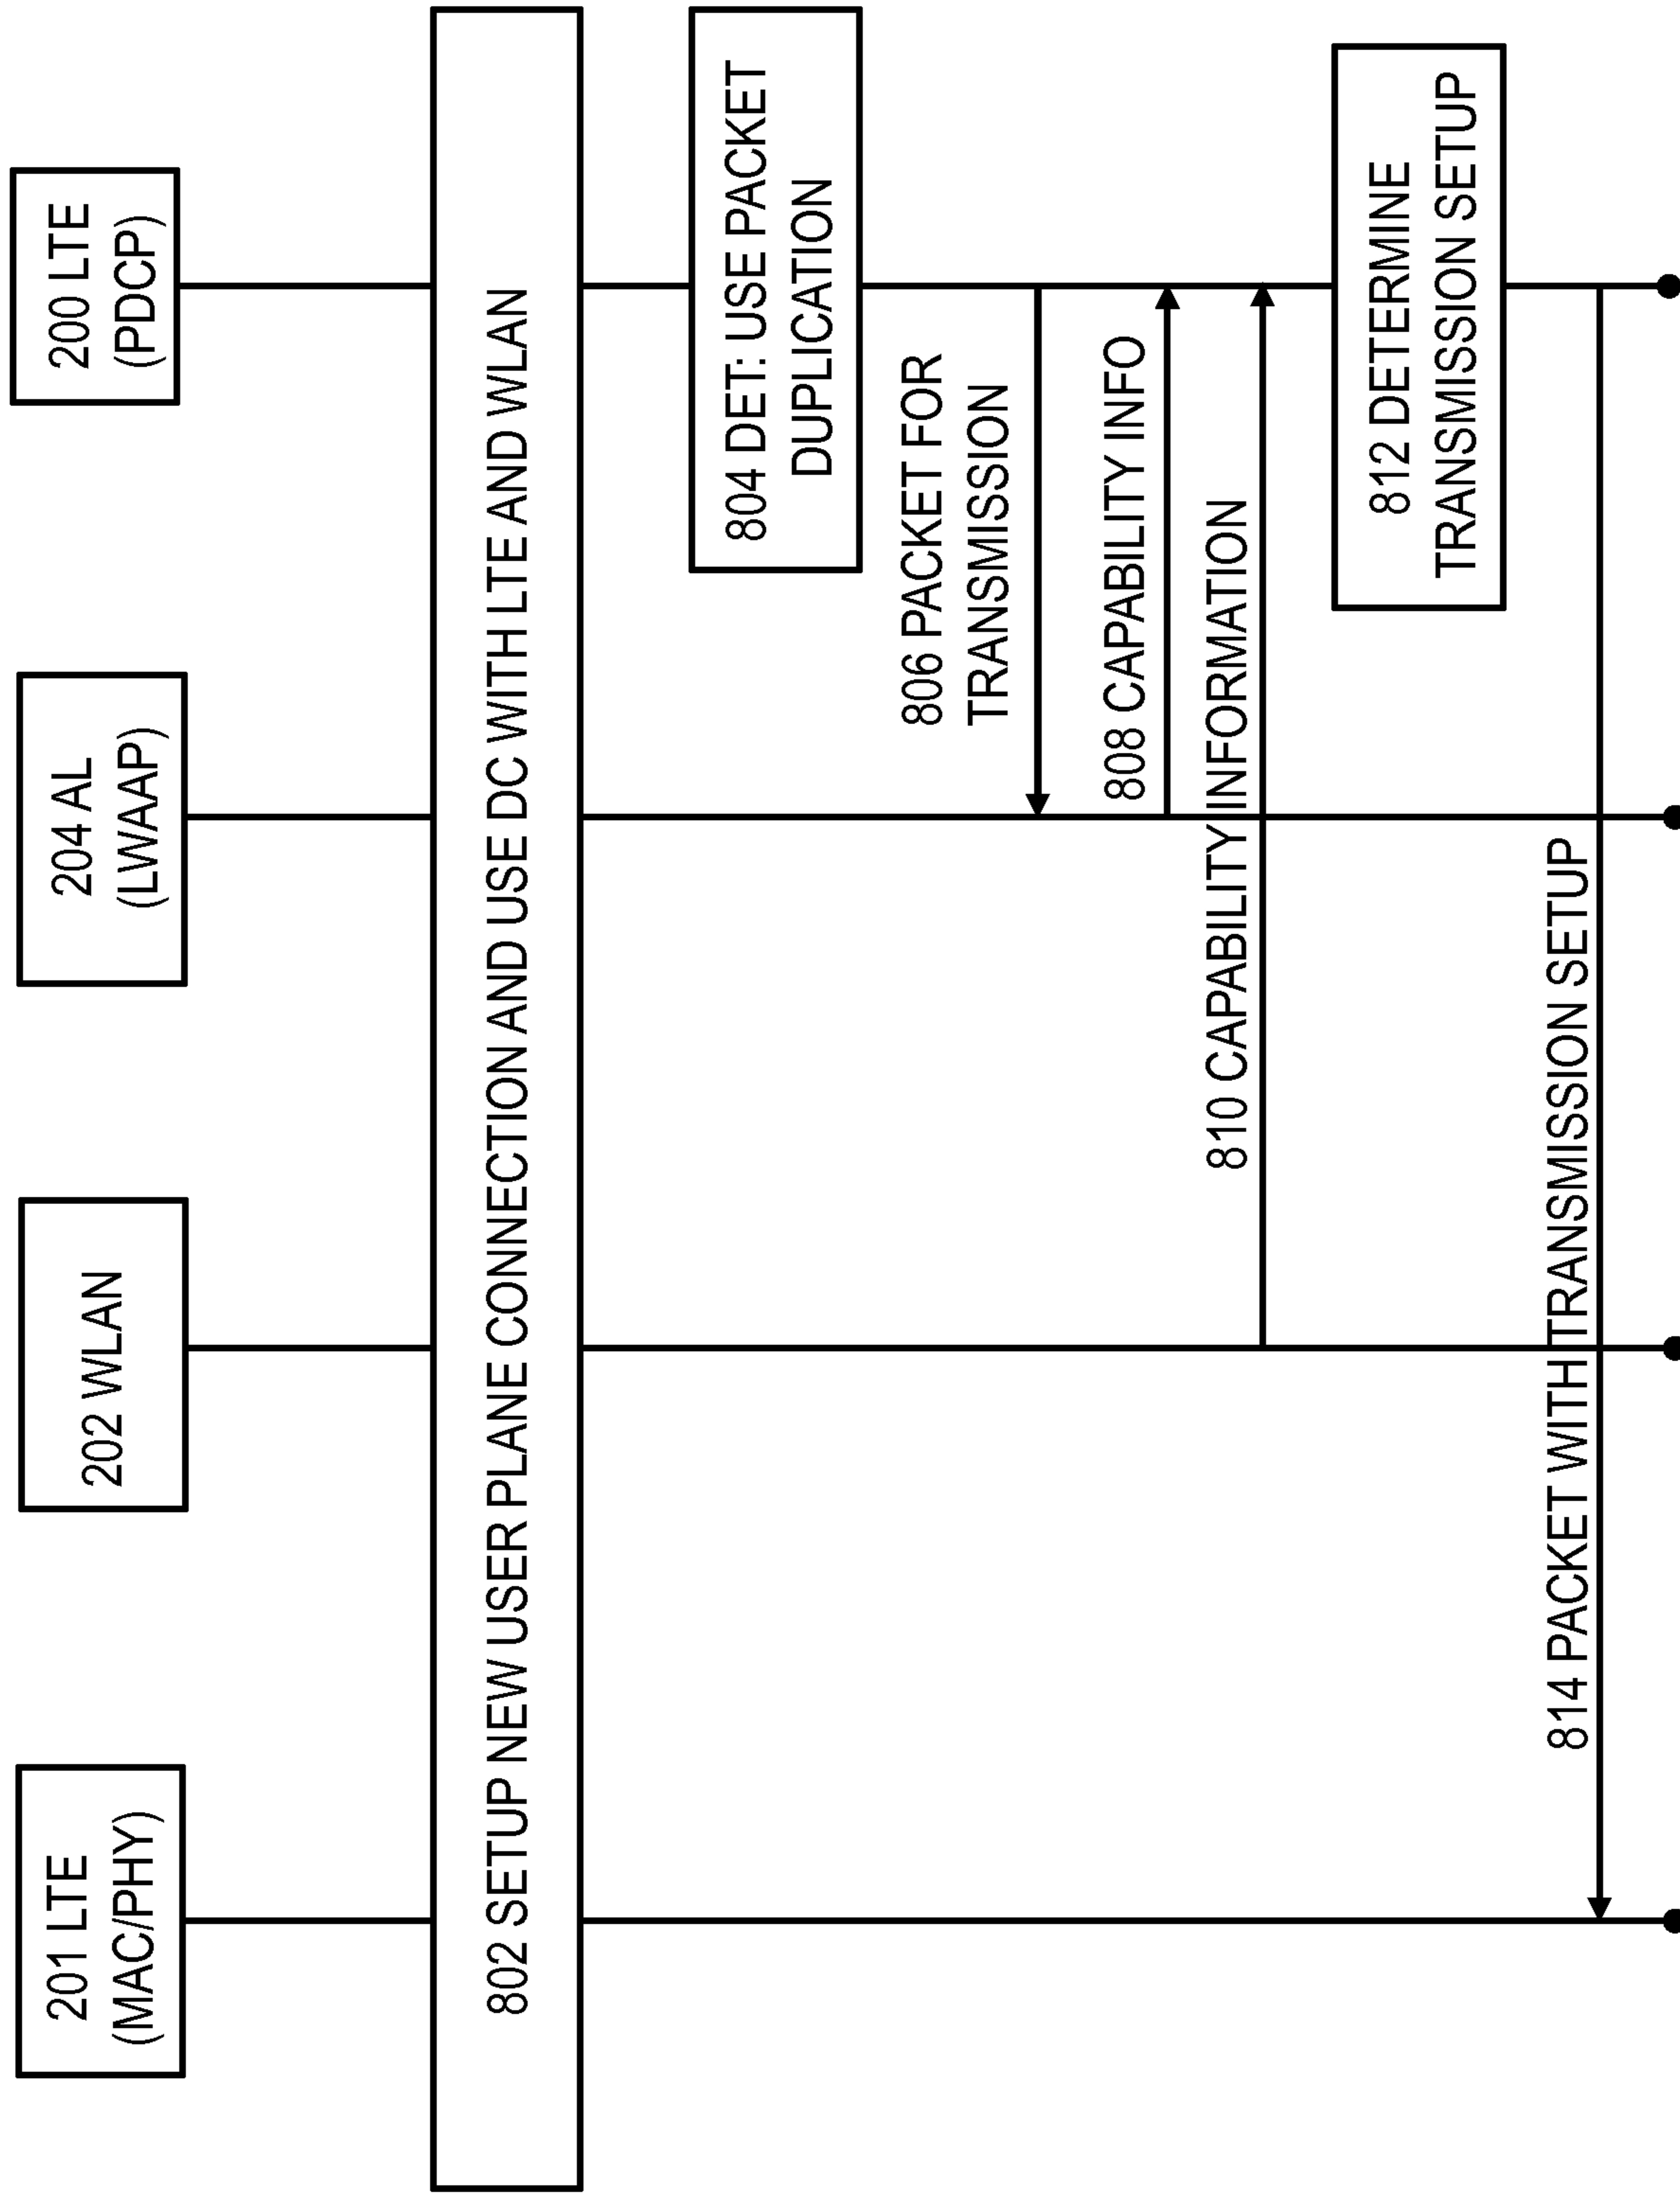 201 LTE
(MAC/PHY)
202 WLAN
204 AL
(LWAAP)
200 LTE
(PDCP)
802 SETUP NEW USER PLANE CONNECTION AND USE DC WITH LTE AND WLAN
804 DET: USE PACKET
DUPLICATION
806 PACKET FOR
TRANSMISSION
808 CAPABILITY INFO
810 CAPABILITY INFORMATION
812 DETERMINE
TRANSMISSION SETUP
814 PACKET WITH TRANSMISSION SETUP